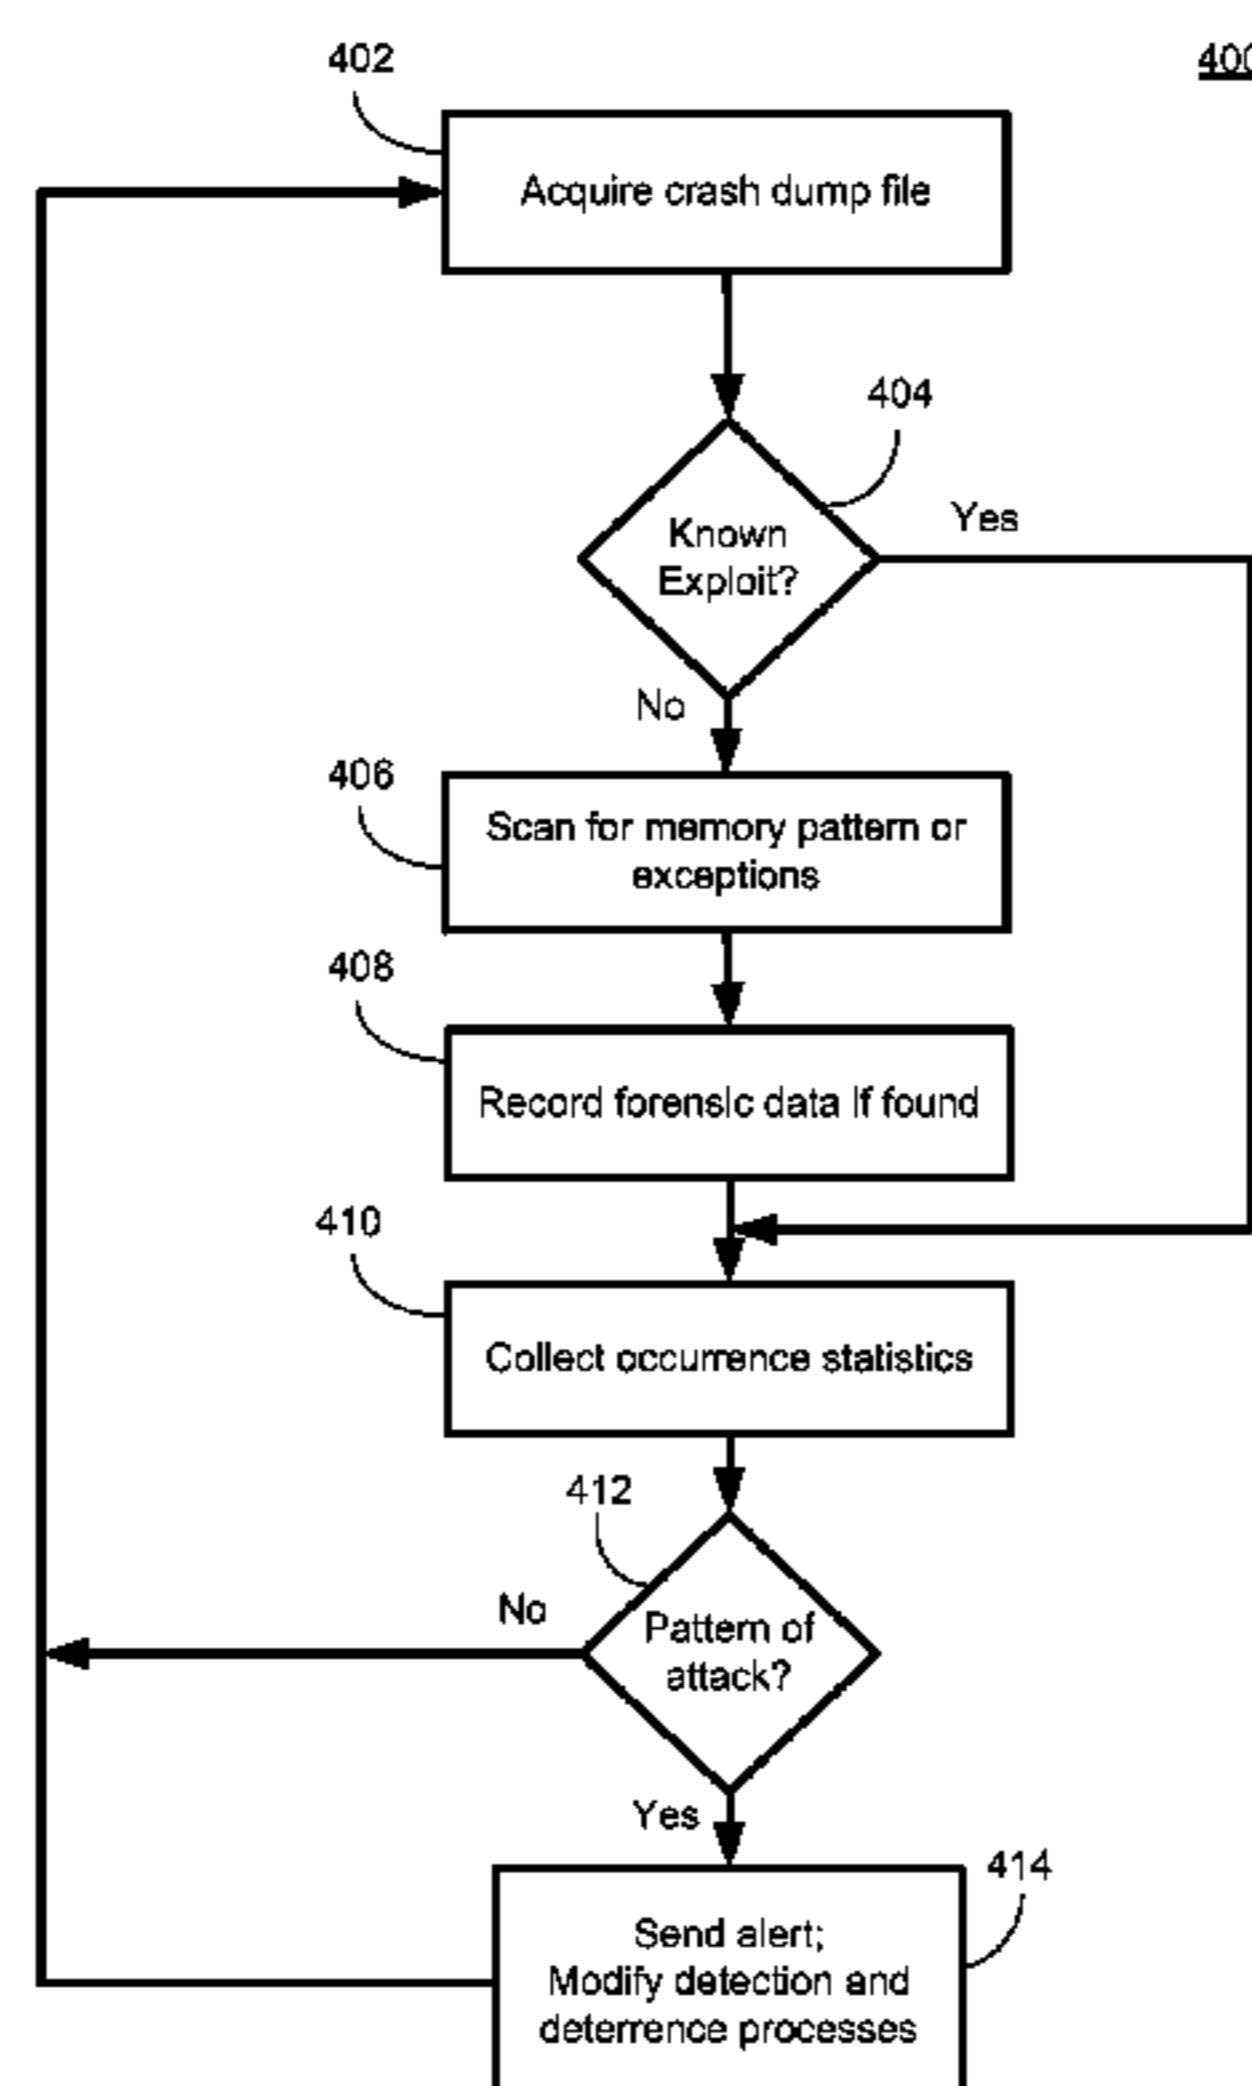 402
400
Acquire crash dump file
404
Known
Exploit?
Yes
No
406
Scan for memory pattern or
exceptions
408
Record forensic data If found
410
Collect occurrence statistics
412
No
Pattern of
attack?
Yes
414
Send alert;
Modify detection and
deterrence processes